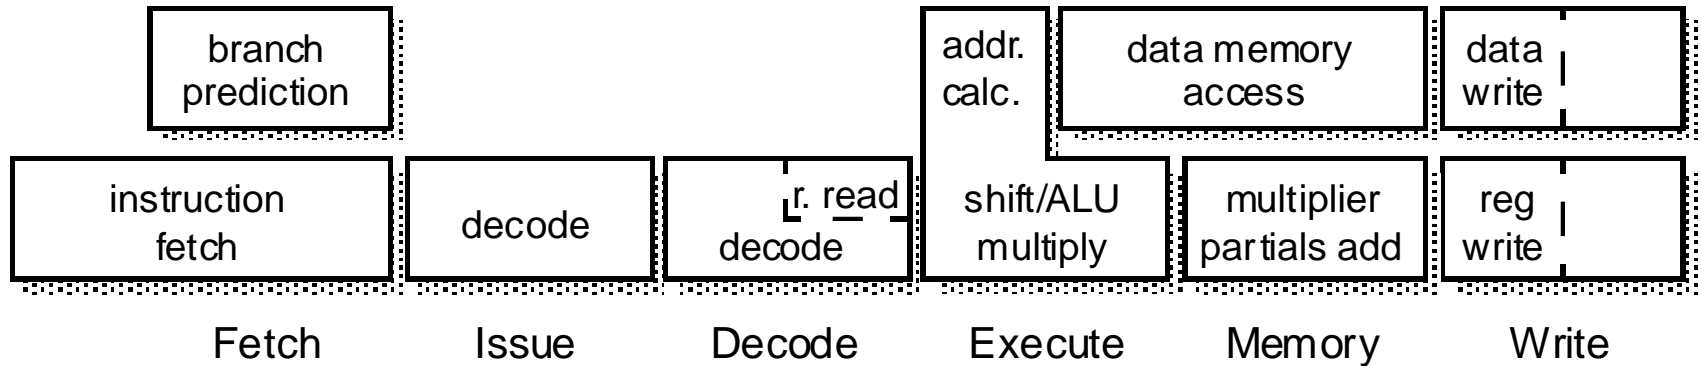 branch
prediction
addr.
calc.
data memory
access
data
write
instruction
fetch
decode
r. read
decode
shift/ALU
multiply
multiplier
partials add
reg
write
Fetch
Issue
Decode
Execute
Memory
Write